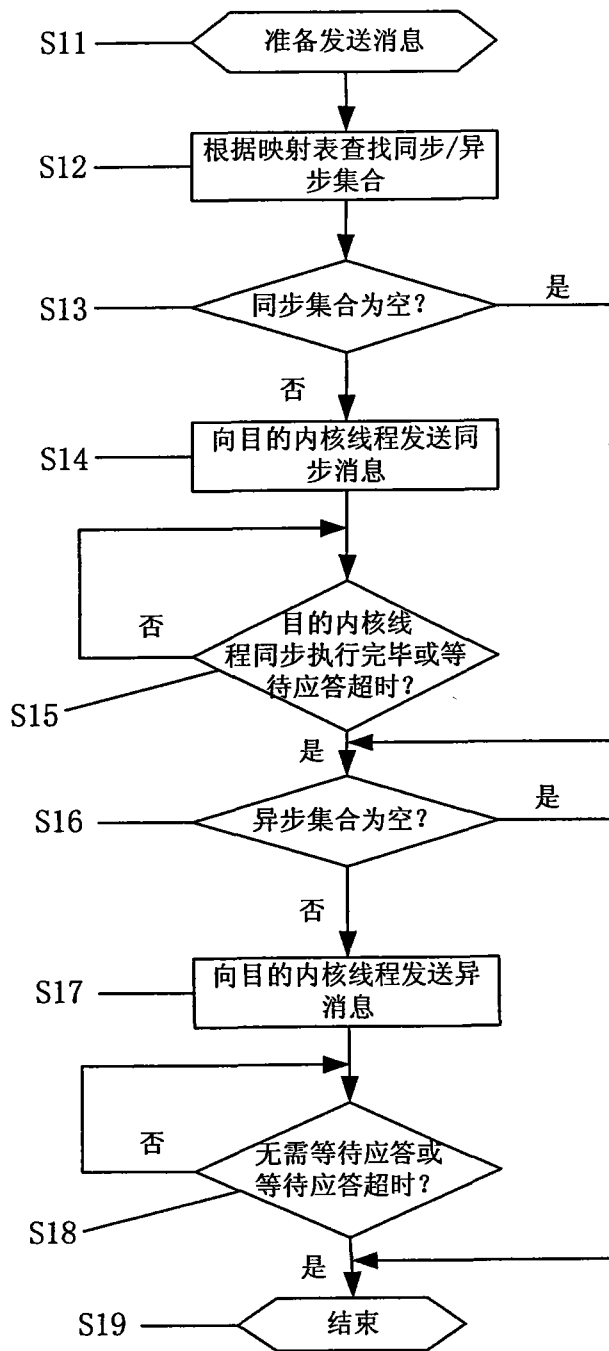 S11
准备发送消息
S12
根据映射表查找同步/异
步集合
S13
同步集合为空?
是
否
S14
向目的内核线程发送同
步消息
否
目的内核线
程同步执行完毕或等
待应答超时?
S15
是
S16
异步集合为空?
是
否
S17
向目的内核线程发送异
消息
否
无需等待应答或
等待应答超时?
S18
是
S19
结束